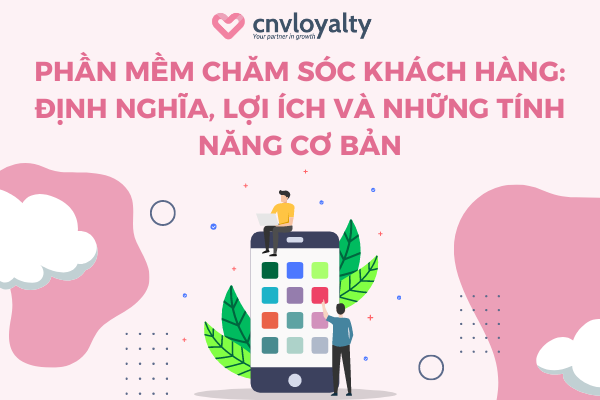 cnvloyalty
Your partner in growth
PHẦN MỀM CHĂM SÓC KHÁCH HÀNG:
ĐỊNH NGHĨA, LỢI ÍCH VÀ NHỮNG TÍNH
NĂNG CƠ BẢN